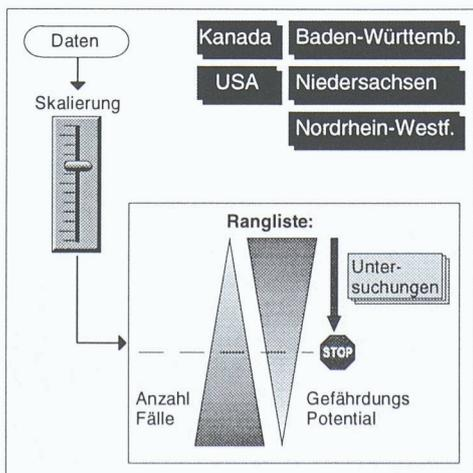 Daten
Kanada
Baden-Württemb.
USA
Niedersachsen
Nordrhein-Westf.
Skalierung
Rangliste:
Unter-
suchungen
STOP
Anzahl
Fälle
Gefährdungs
Potential